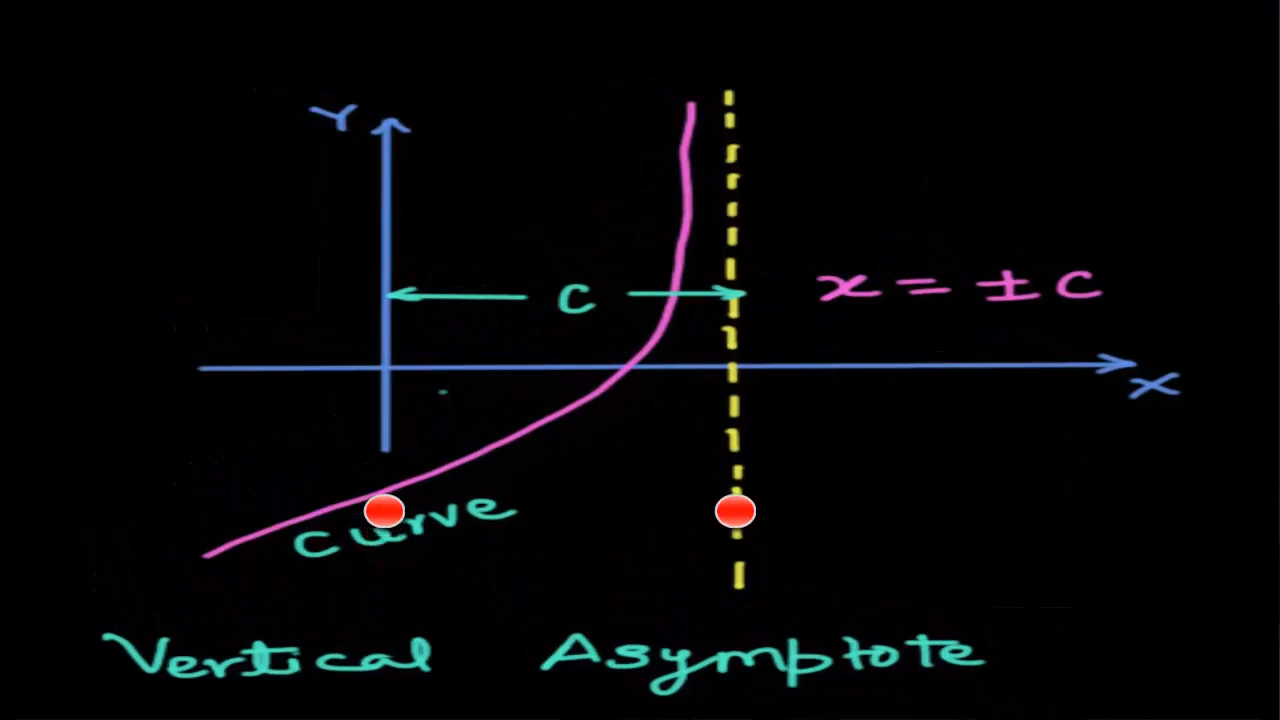 Y
C
x = ± C
X
Curve
Vertical Asymptote